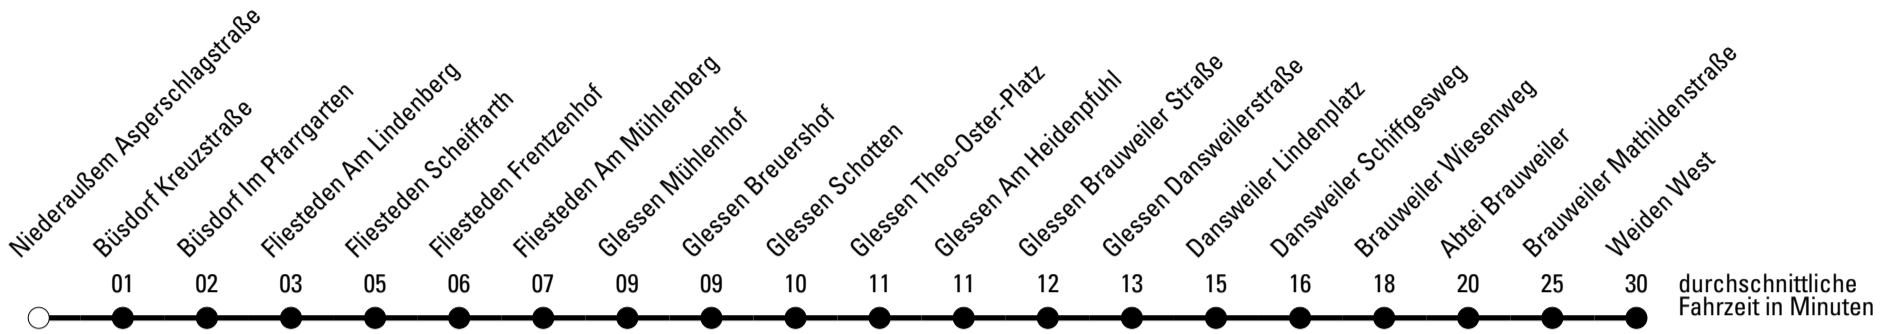 Niederaußem Asperschlagstraße
Büsdorf Kreuzstraße
Büsdorf Im Pfarrgarten
Fliesteden Am Lindenberg
Fliesteden Scheiffarth
Fliesteden Frentzenhof
Fliesteden Am Mühlenberg
Glessen Mühlenhof
Glessen Breuershof
Glessen Schotten
Glessen Theo-Oster-Platz
Glessen Am Heidenpfuhl
Glessen Brauweiler Straße
Glessen Dansweilerstraße
Dansweiler Lindenplatz
Dansweiler Schiffgesweg
Brauweiler Wiesenweg
Abtei Brauweiler
Brauweiler Mathildenstraße
Weiden West
01 02 03 05 06 07 09 09 10 11 11 12 13 15 16 18 20 25 30
durchschnittliche
Fahrzeit in Minuten